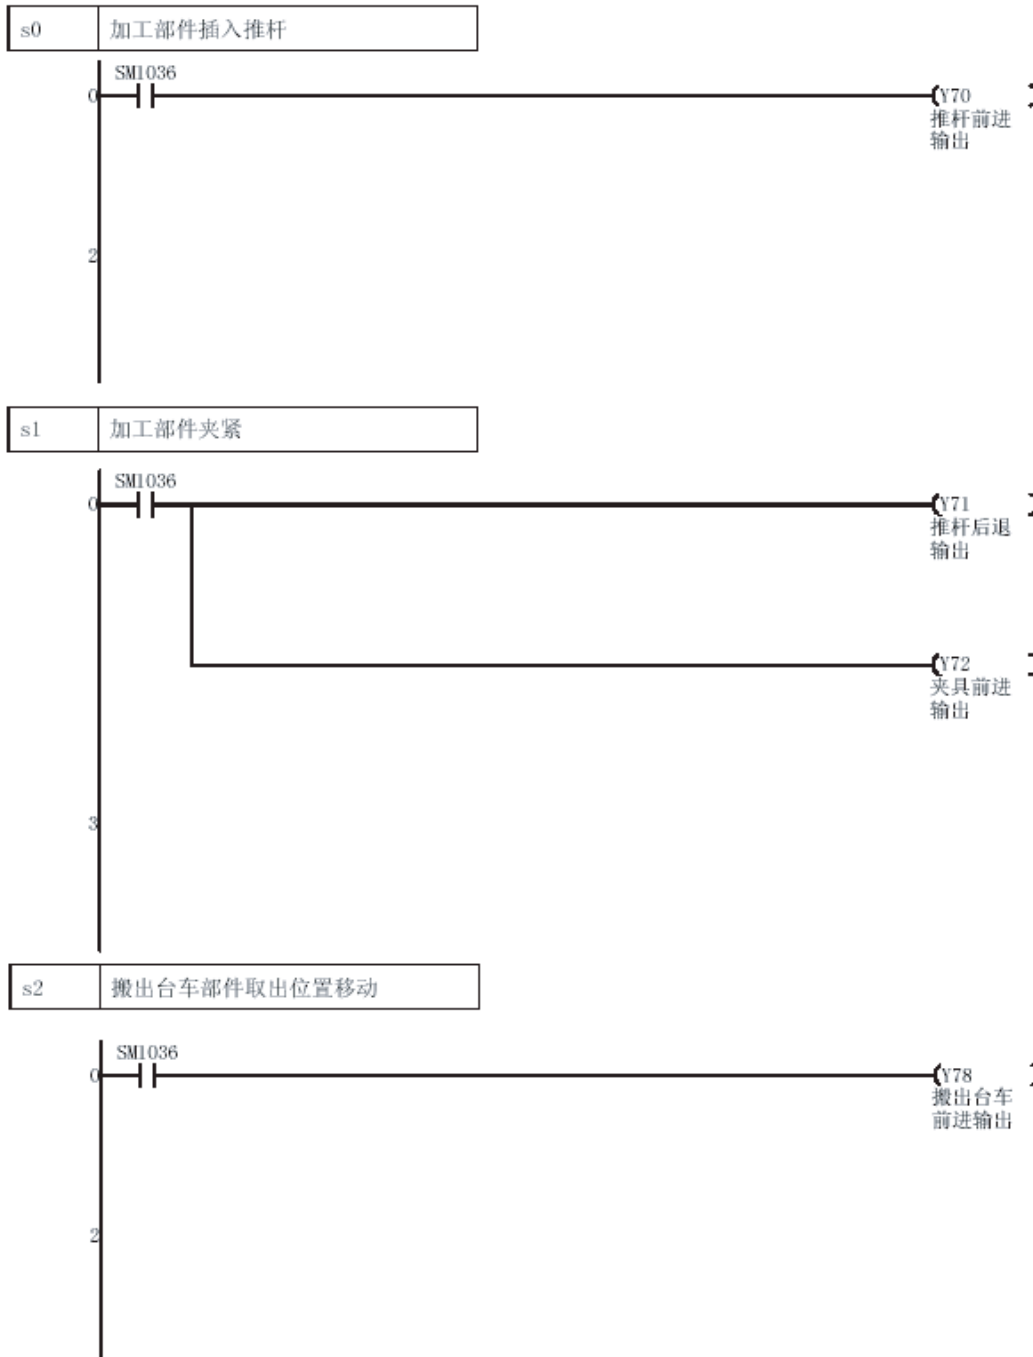 s0 加工部件插入推杆
SM1036
0
Y70
推杆前进
输出
2
s1 加工部件夹紧
SM1036
0
Y71
推杆后退
输出
Y72
夹具前进
输出
3
s2 搬出台车部件取出位置移动
SM1036
0
Y78
搬出台车
前进输出
2